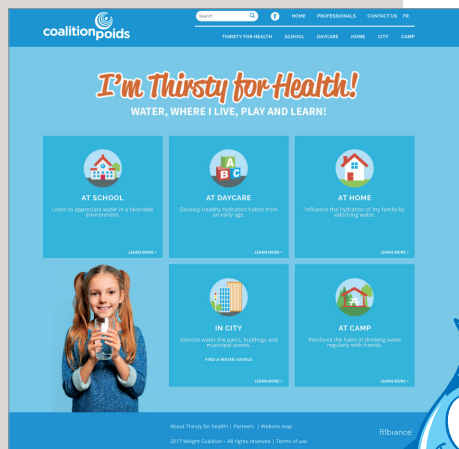 coalitionpoids
Search
f
HOME PROFESSIONALS CONTACT US FR
THIRSTY FOR HEALTH SCHOOL DAYCARE HOME CITY CAMP
I'm Thirsty for Health!
WATER, WHERE I LIVE, PLAY AND LEARN!
AT SCHOOL
Learn to appreciate water in a favorable
environment.
LEARN MORE >
A
B C
AT DAYCARE
Develop healthy hydration habits from
an early age.
LEARN MORE >
AT HOME
Influence the hydration of my family by
valorising water.
LEARN MORE >
IN CITY
Valorize water the parcs, buildings and
municipal events.
FIND A WATER SOURCE
LEARN MORE >
AT CAMP
Reinforce the habit of drinking water
regularly with friends.
LEARN MORE >
About Thirsty for health! | Partners | Website map
2017 Weight Coalition – All rights reserved | Terms of use
mbiance